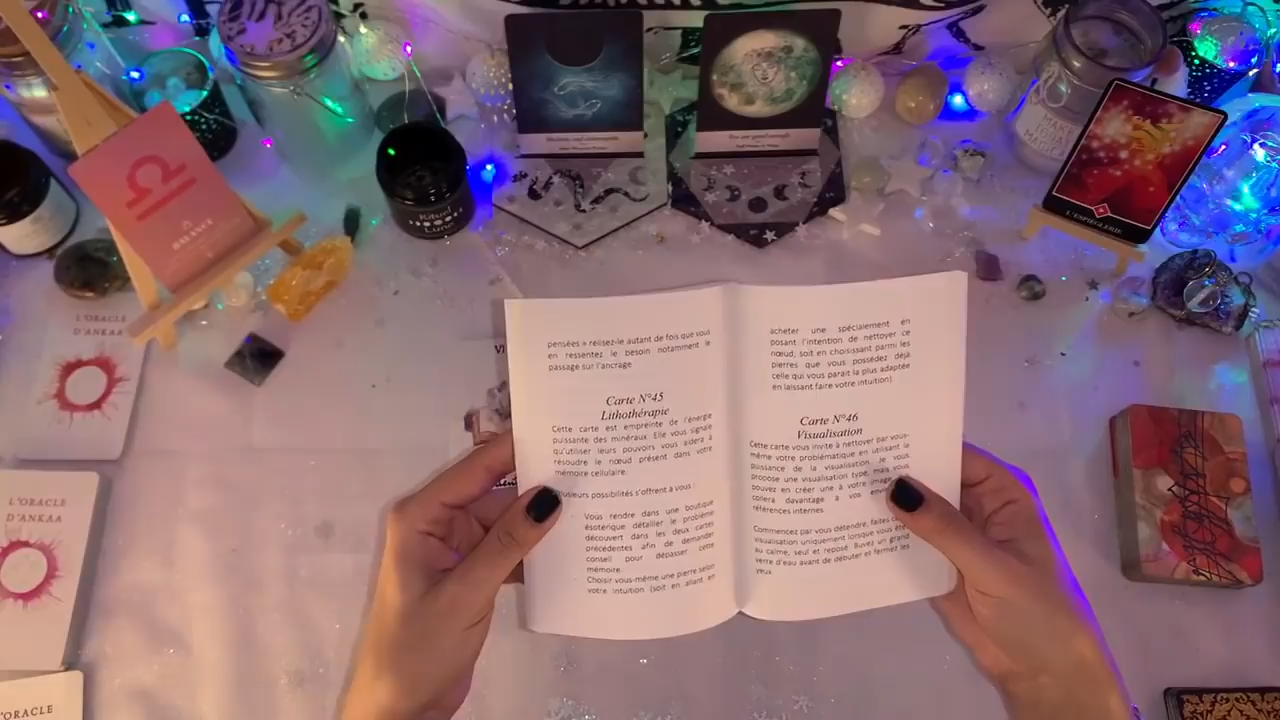 BALANCE
L'ORACLE
D'ANKAA
L'ORACLE
D'ANKAA
L'ORACLE
Rituel
Lune
You are good enough
MAKE
TODAY
MAGICAL
L'ESPIÈGLERIE
pensées » relisez-le autant de fois que vous
en ressentez le besoin notamment le
passage sur l'ancrage
Carte N°45
Lithothérapie
Cette carte est empreinte de l'énergie
puissante des minéraux. Elle vous signale
qu'utiliser leurs pouvoirs vous aidera à
résoudre le nœud présent dans votre
mémoire cellulaire.
plusieurs possibilités s'offrent à vous :
- Vous rendre dans une boutique
ésotérique détailler le problème
découvert dans les deux cartes
précédentes afin de demander
conseil pour dépasser cette
mémoire.
- Choisir vous-même une pierre selon
votre intuition (soit en allant en
acheter une spécialement en
posant l'intention de nettoyer ce
nœud, soit en choisissant parmi les
pierres que vous possédez déjà
celle qui vous parait la plus adaptée
en laissant faire votre intuition)
Carte N°46
Visualisation
Cette carte vous invite à nettoyer par vous-
même votre problématique en utilisant la
puissance de la visualisation. Je vous
propose une visualisation type, mais vous
pouvez en créer une à votre image
collera davantage à vos
références internes.
Commencez par vous détendre, faites
visualisation uniquement lorsque vous
au calme, seul et reposé. Buvez un grand
verre d'eau avant de débuter et fermez les
yeux.